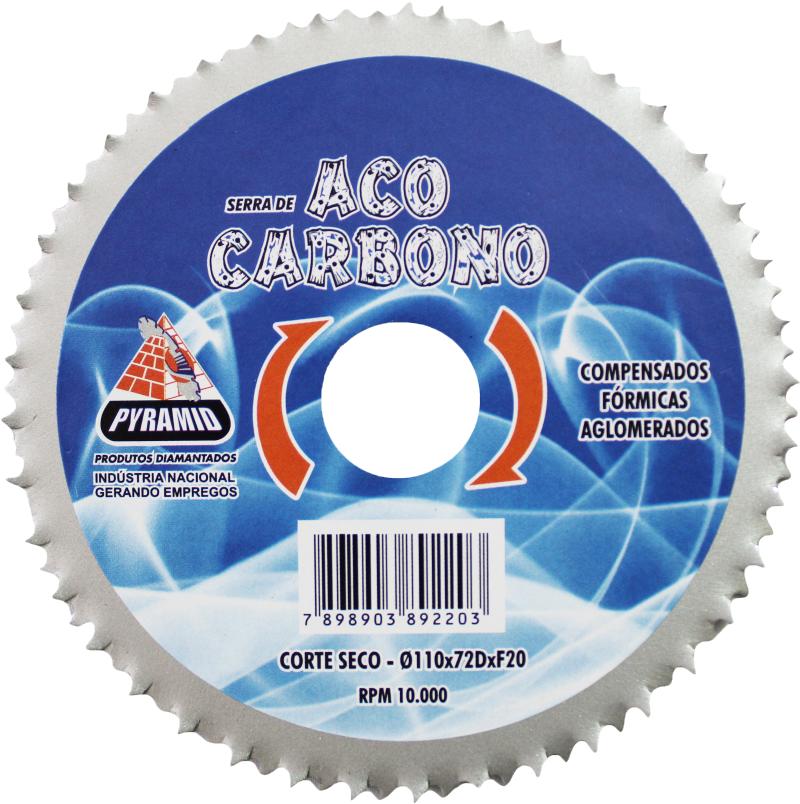 SERRA DE ACO
CARBONO
COMPENSADOS
FÓRMICAS
AGLOMERADOS
PYRAMID
PRODUTOS DIAMANTADOS
INDÚSTRIA NACIONAL
GERANDO EMPREGOS
7 898903 892203
CORTE SECO - Ø110x72DxF20
RPM 10.000